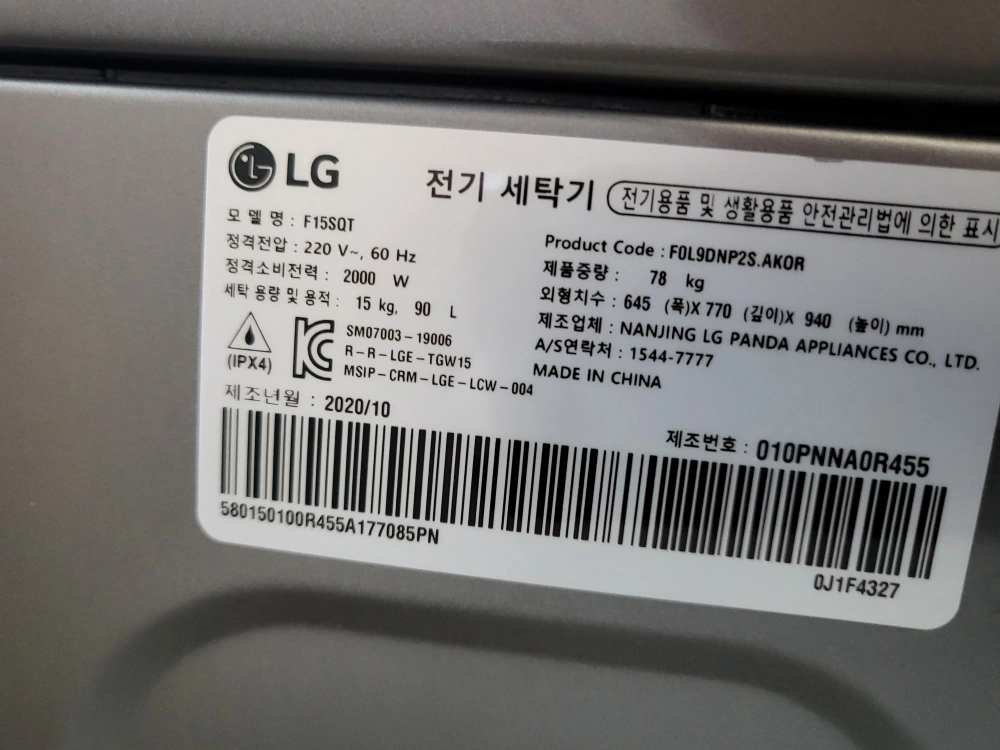 LG 전기 세탁기 전기용품 및 생활용품 안전관리법에 의한 표시
모 델 명 : F15SQT
정격전압 : 220 V~, 60 Hz
정격소비전력 : 2000 W
세탁 용량 및 용적 : 15 kg, 90 L
(IPX4)
SM07003-19006
R-R-LGE-TGW15
MSIP-CRM-LGE-LCW-004
제조년월 : 2020/10
Product Code : F0L9DNP2S.AKOR
제품중량 : 78 kg
외형치수 : 645 (폭)X 770 (깊이)X 940 (높이) mm
제조업체 : NANJING LG PANDA APPLIANCES CO., LTD.
A/S연락처 : 1544-7777
MADE IN CHINA
제조번호 : 010PNNA0R455
580150100R455A177085PN
0J1F4327